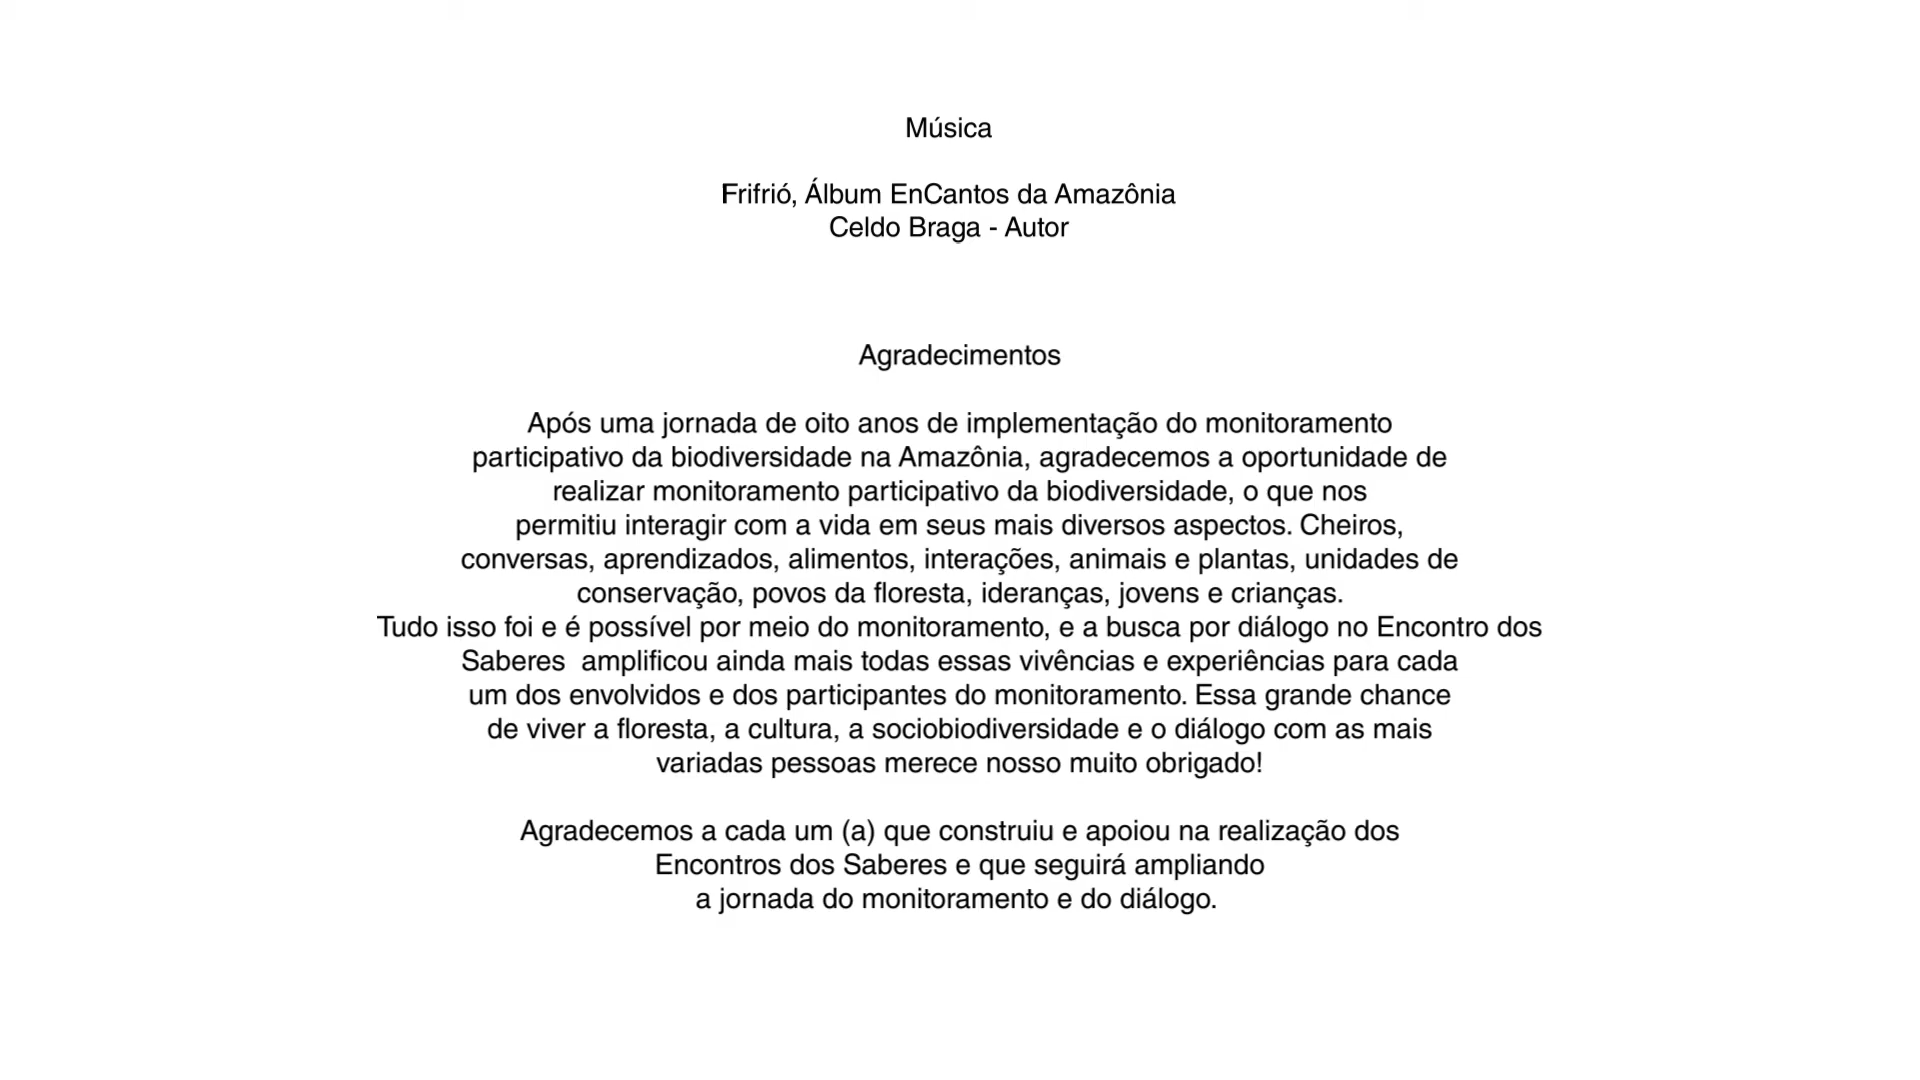 Música
Frifrió, Álbum EnCantos da Amazônia
Celdo Braga - Autor
Agradecimentos
Após uma jornada de oito anos de implementação do monitoramento
participativo da biodiversidade na Amazônia, agradecemos a oportunidade de
realizar monitoramento participativo da biodiversidade, o que nos
permitiu interagir com a vida em seus mais diversos aspectos. Cheiros,
conversas, aprendizados, alimentos, interações, animais e plantas, unidades de
conservação, povos da floresta, ideranças, jovens e crianças.
Tudo isso foi e é possível por meio do monitoramento, e a busca por diálogo no Encontro dos
Saberes  amplificou ainda mais todas essas vivências e experiências para cada
um dos envolvidos e dos participantes do monitoramento. Essa grande chance
de viver a floresta, a cultura, a sociobiodiversidade e o diálogo com as mais
variadas pessoas merece nosso muito obrigado!
Agradecemos a cada um (a) que construiu e apoiou na realização dos
Encontros dos Saberes e que seguirá ampliando
a jornada do monitoramento e do diálogo.